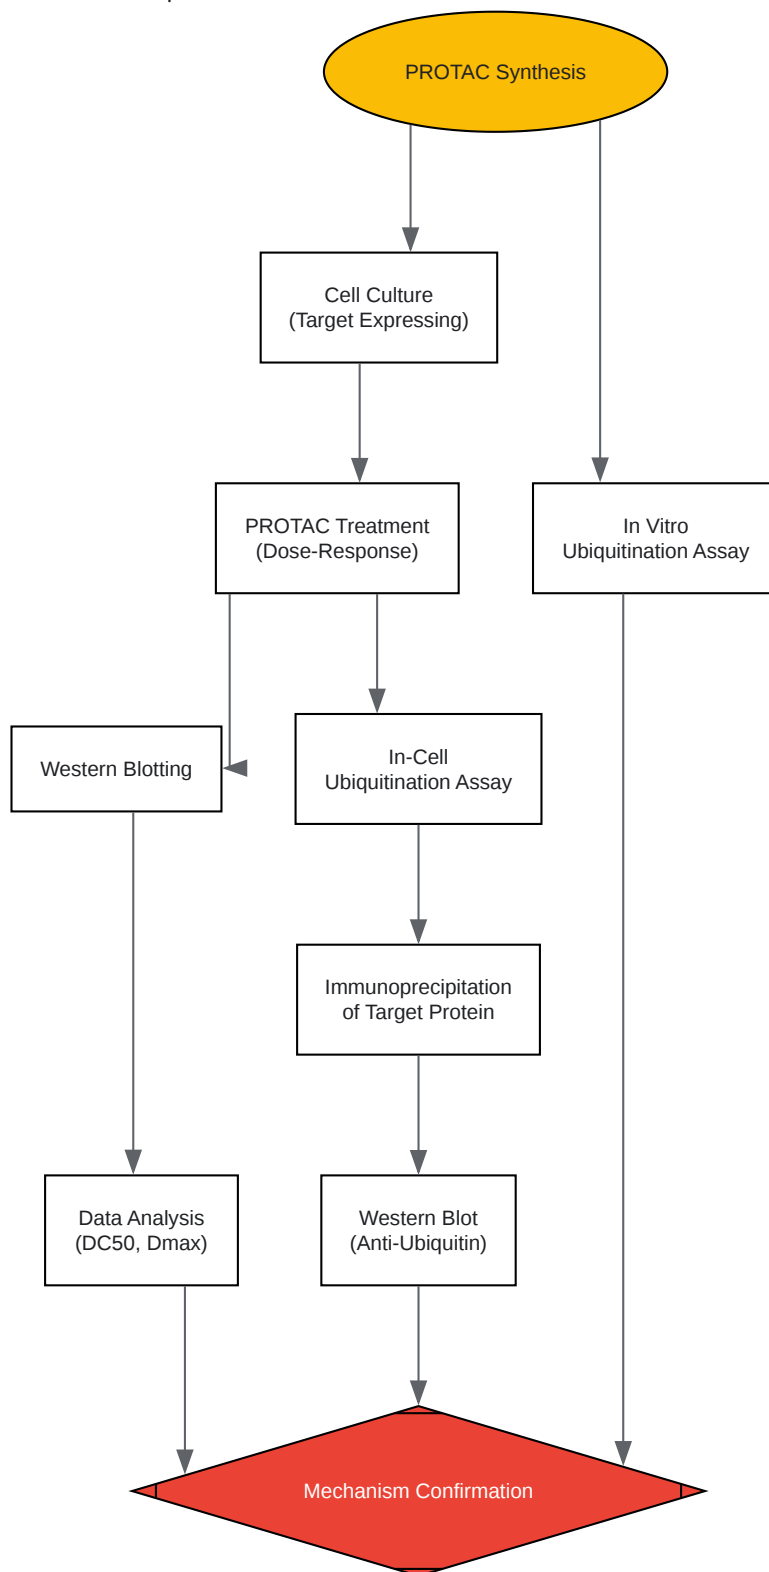 PROTAC Synthesis
Cell Culture
(Target Expressing)
PROTAC Treatment
(Dose-Response)
In Vitro
Ubiquitination Assay
Western Blotting
In-Cell
Ubiquitination Assay
Immunoprecipitation
of Target Protein
Data Analysis
(DC50, Dmax)
Western Blot
(Anti-Ubiquitin)
Mechanism Confirmation